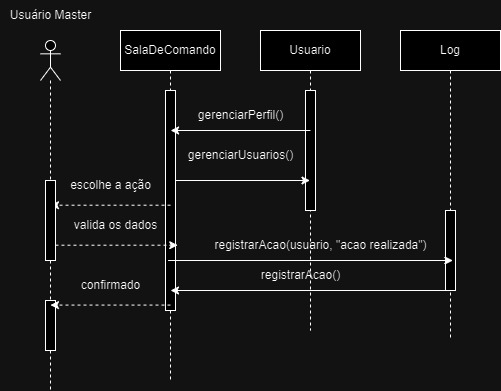 Usuário Master
SalaDeComando
Usuario
Log
gerenciarPerfil()
gerenciarUsuarios()
escolhe a ação
valida os dados
registrarAcao(usuario, "acao realizada")
registrarAcao()
confirmado